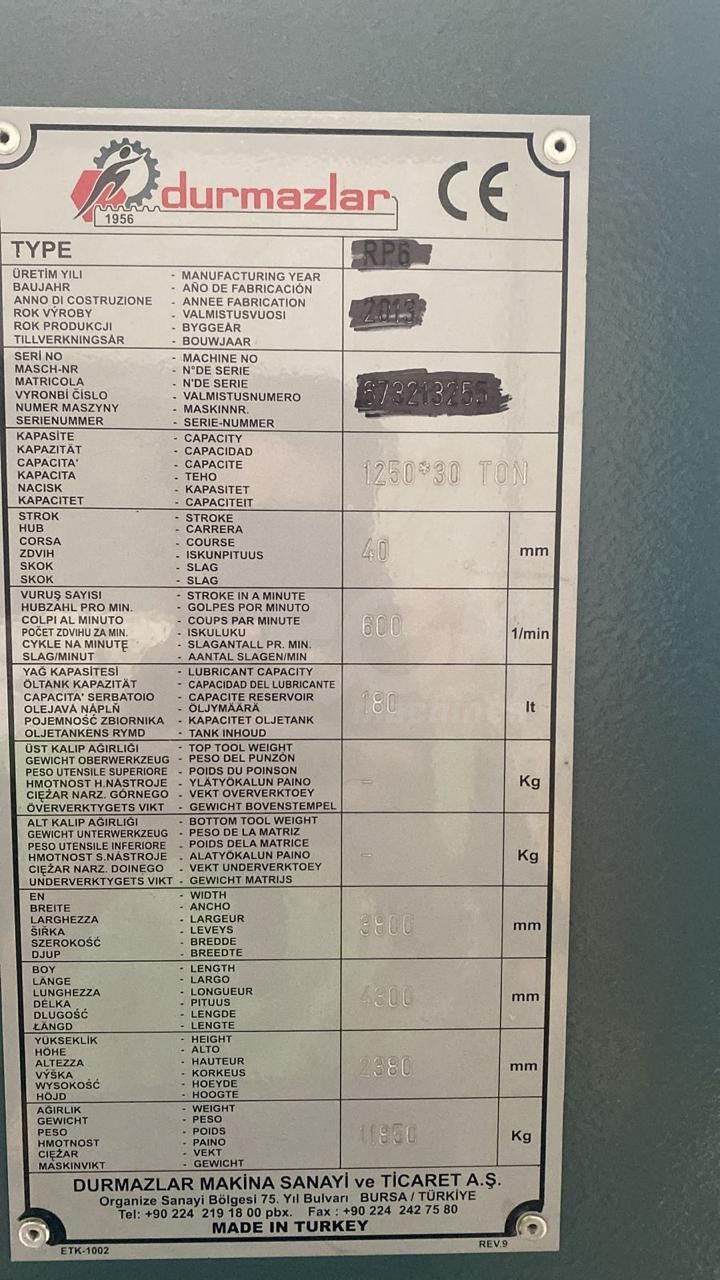 durmazlar
1956
CE
TYPE RP6
ÜRETİM YILI - MANUFACTURING YEAR
BAUJAHR - AÑO DE FABRICACIÓN
ANNO DI COSTRUZIONE - ANNEE FABRICATION
ROK VÝROBY - VALMISTUSVUOSI
ROK PRODUKCJI - BYGGEÅR
TILLVERKNINGSÅR - BOUWJAAR
2013
SERİ NO - MACHINE NO
MASCH-NR - N°DE SERIE
MATRICOLA - N'DE SERIE
VYRONBÍ ČÍSLO - VALMISTUSNUMERO
NUMER MASZYNY - MASKINNR.
SERIENUMMER - SERIE-NUMMER
673213255
KAPASİTE - CAPACITY
KAPAZITÄT - CAPACIDAD
CAPACITA' - CAPACITE
KAPACITA - TEHO
NACISK - KAPASITET
KAPACITET - CAPACITEIT
1250*30 TON
STROK - STROKE
HUB - CARRERA
CORSA - COURSE
ZDVIH - ISKUNPITUUS
SKOK - SLAG
SKOK - SLAG
40 mm
VURUŞ SAYISI - STROKE IN A MINUTE
HUBZAHL PRO MIN. - GOLPES POR MINUTO
COLPI AL MINUTO - COUPS PAR MINUTE
POČET ZDVIHU ZA MIN. - ISKULUKU
CYKLE NA MINUTĘ - SLAGANTALL PR. MIN.
SLAG/MINUT - AANTAL SLAGEN/MIN
600 1/min
YAĞ KAPASİTESİ - LUBRICANT CAPACITY
ÖLTANK KAPAZITÄT - CAPACIDAD DEL LUBRICANTE
CAPACITA' SERBATOIO - CAPACITE RESERVOIR
OLEJAVÁ NÁPLŇ - ÖLJYMÄÄRÄ
POJEMNOŚĆ ZBIORNIKA - KAPACITET OLJETANK
OLJETANKENS RYMD - TANK INHOUD
180 lt
ÜST KALIP AĞIRLIĞI - TOP TOOL WEIGHT
GEWICHT OBERWERKZEUG - PESO DEL PUNZÓN
PESO UTENSILE SUPERIORE - POIDS DU POINSON
HMOTNOST H.NÁSTROJE - YLÄTYÖKALUN PAINO
CIĘŻAR NARZ. GÓRNEGO - VEKT OVERVERKTOEY
ÖVERVERKTYGETS VIKT - GEWICHT BOVENSTEMPEL
- Kg
ALT KALIP AĞIRLIĞI - BOTTOM TOOL WEIGHT
GEWICHT UNTERWERKZEUG - PESO DE LA MATRIZ
PESO UTENSILE INFERIORE - POIDS DELA MATRICE
HMOTNOST S.NÁSTROJE - ALATYÖKALUN PAINO
CIĘŻAR NARZ. DOINEGO - VEKT UNDERVERKTOEY
UNDERVERKTYGETS VIKT - GEWICHT MATRIJS
- Kg
EN - WIDTH
BREITE - ANCHO
LARGHEZZA - LARGEUR
ŠIŘKA - LEVEYS
SZEROKOŚĆ - BREDDE
DJUP - BREEDTE
3800 mm
BOY - LENGTH
LÄNGE - LARGO
LUNGHEZZA - LONGUEUR
DÉLKA - PITUUS
DLUGOŚĆ - LENGDE
LÄNGD - LENGTE
4300 mm
YÜKSEKLİK - HEIGHT
HÖHE - ALTO
ALTEZZA - HAUTEUR
VÝŠKA - KORKEUS
WYSOKOŚĆ - HOEYDE
HÖJD - HOOGTE
2380 mm
AĞIRLIK - WEIGHT
GEWICHT - PESO
PESO - POIDS
HMOTNOST - PAINO
CIĘŻAR - VEKT
MASKINVIKT - GEWICHT
11850 Kg
DURMAZLAR MAKİNA SANAYİ ve TİCARET A.Ş.
Organize Sanayi Bölgesi 75. Yıl Bulvarı BURSA / TÜRKİYE
Tel: +90 224 219 18 00 pbx. Fax : +90 224 242 75 80
MADE IN TURKEY
ETK-1002 REV.9